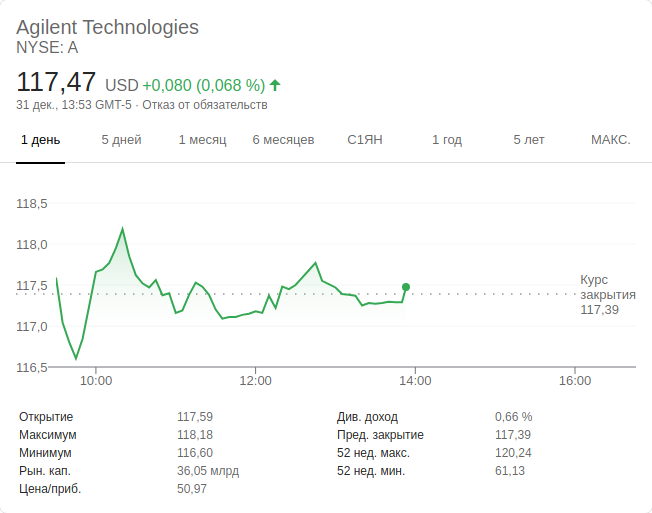 Agilent Technologies
NYSE: A
117,47 USD +0,080 (0,068 %)
31 дек., 13:53 GMT-5 · Отказ от обязательств
1 день 5 дней 1 месяц 6 месяцев С1ЯН 1 год 5 лет МАКС.
118,5
118,0
117,5
117,0
116,5
Курс
закрытия
117,39
10:00 12:00 14:00 16:00
Открытие 117,59 Див. доход 0,66 %
Максимум 118,18 Пред. закрытие 117,39
Минимум 116,60 52 нед. макс. 120,24
Рын. кап. 36,05 млрд 52 нед. мин. 61,13
Цена/приб. 50,97